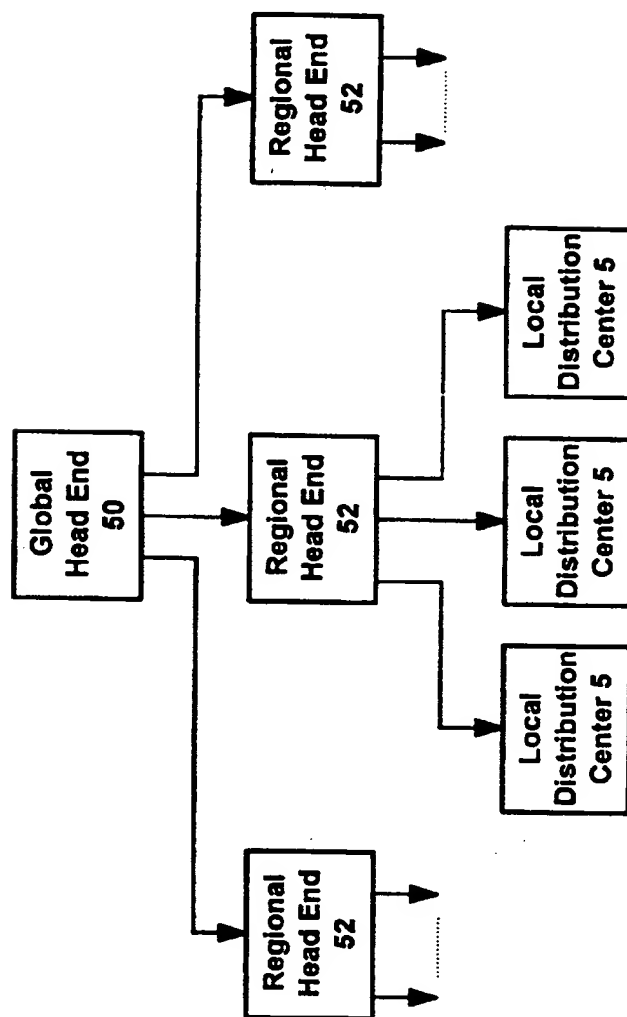 Global
Head End
50
Regional
Head End
52
Regional
Head End
52
Regional
Head End
52
Local
Distribution
Center 5
Local
Distribution
Center 5
Local
Distribution
Center 5